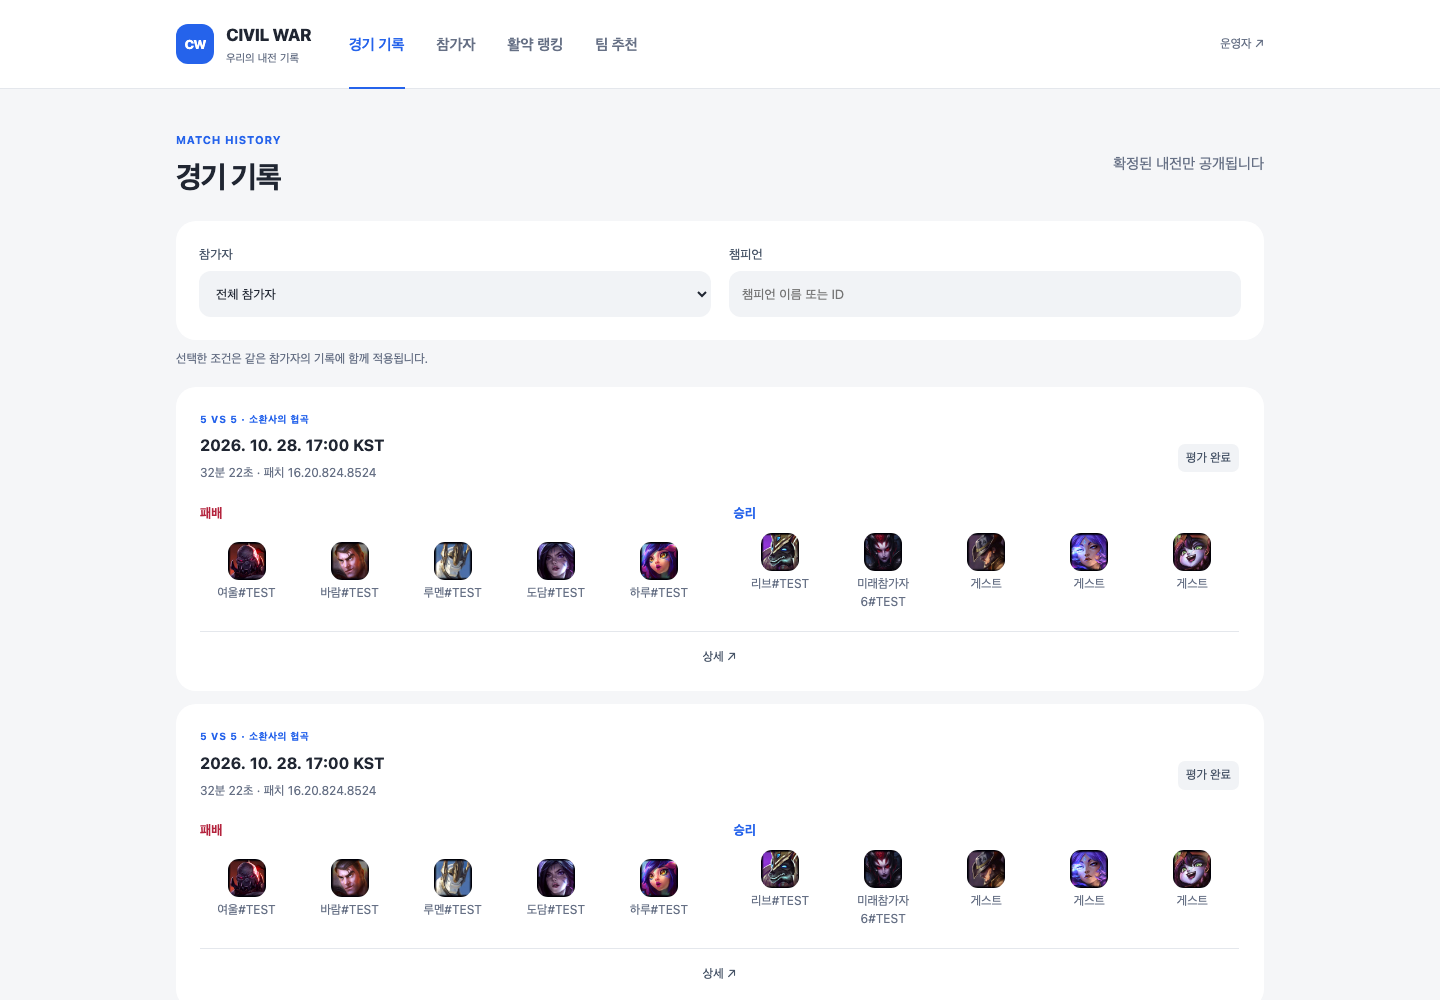 CW
CIVIL WAR
우리의 내전 기록
경기 기록
참가자
활약 랭킹
팀 추천
운영자 ↗
MATCH HISTORY
경기 기록
확정된 내전만 공개됩니다
참가자
챔피언
전체 참가자
챔피언 이름 또는 ID
선택한 조건은 같은 참가자의 기록에 함께 적용됩니다.
5 VS 5 · 소환사의 협곡
2026. 10. 28. 17:00 KST
32분 22초 · 패치 16.20.824.8524
평가 완료
패배
여울#TEST
바람#TEST
루멘#TEST
도담#TEST
하루#TEST
승리
리브#TEST
미래참가자
6#TEST
게스트
게스트
게스트
상세 ↗
5 VS 5 · 소환사의 협곡
2026. 10. 28. 17:00 KST
32분 22초 · 패치 16.20.824.8524
평가 완료
패배
여울#TEST
바람#TEST
루멘#TEST
도담#TEST
하루#TEST
승리
리브#TEST
미래참가자
6#TEST
게스트
게스트
게스트
상세 ↗